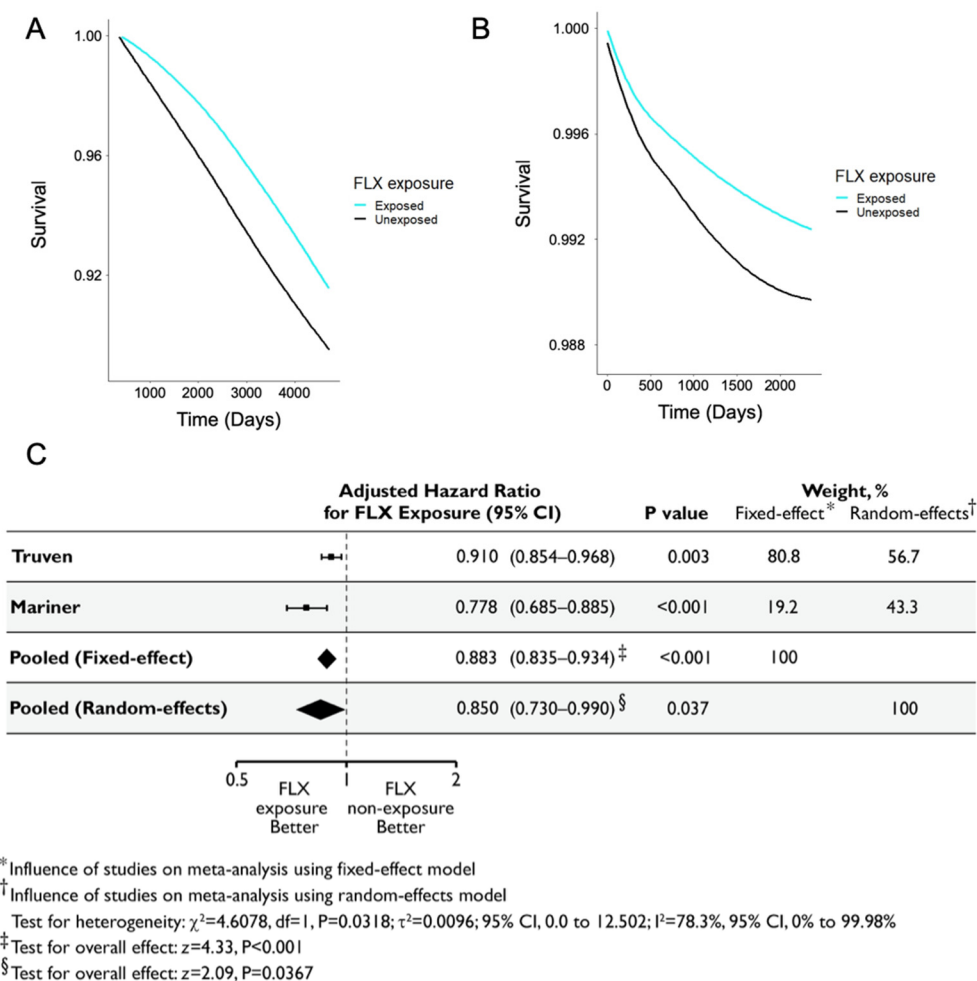 A
1.00
0.96
0.92
Survival
1000 2000 3000 4000
Time (Days)
FLX exposure
Exposed
Unexposed
B
1.000
0.996
0.992
0.988
Survival
0 500 1000 1500 2000
Time (Days)
FLX exposure
Exposed
Unexposed
C
Adjusted Hazard Ratio Weight, %
for FLX Exposure (95% CI) P value Fixed-effect* Random-effects†
Truven 0.910 (0.854–0.968) 0.003 80.8 56.7
Mariner 0.778 (0.685–0.885) <0.001 19.2 43.3
Pooled (Fixed-effect) 0.883 (0.835–0.934)‡ <0.001 100
Pooled (Random-effects) 0.850 (0.730–0.990)§ 0.037 100
0.5 1 2
FLX FLX
exposure non-exposure
Better Better
*Influence of studies on meta-analysis using fixed-effect model
†Influence of studies on meta-analysis using random-effects model
Test for heterogeneity: χ²=4.6078, df=1, P=0.0318; τ²=0.0096; 95% CI, 0.0 to 12.502; I²=78.3%, 95% CI, 0% to 99.98%
‡Test for overall effect: z=4.33, P<0.001
§Test for overall effect: z=2.09, P=0.0367